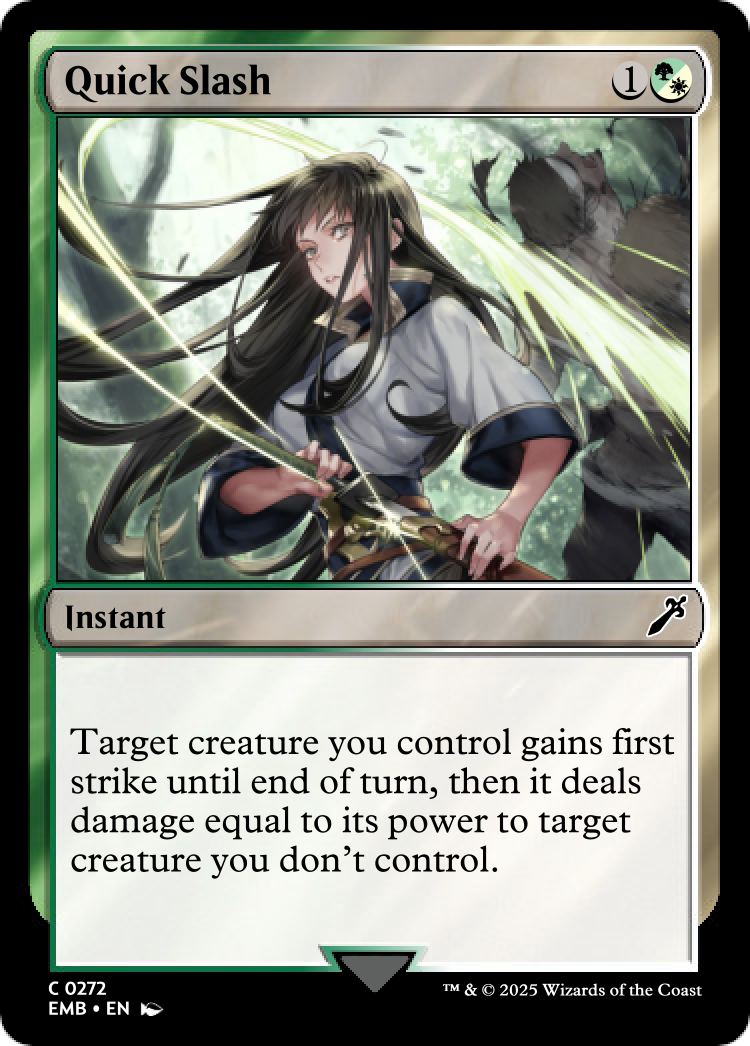 Quick Slash
1
Instant
Target creature you control gains first
strike until end of turn, then it deals
damage equal to its power to target
creature you don't control.
C 0272
™ & © 2025 Wizards of the Coast
EMB • EN